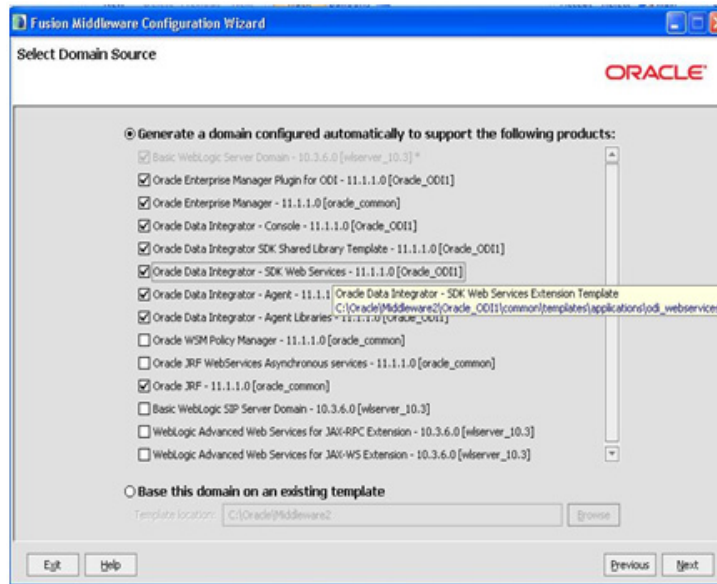 Fusion Middleware Configuration Wizard
Select Domain Source
ORACLE
Generate a domain configured automatically to support the following products:
Basic WebLogic Server Domain - 10.3.6.0 [wlserver_10.3] *
Oracle Enterprise Manager Plugin for ODI - 11.1.1.0 [Oracle_ODI1]
Oracle Enterprise Manager - 11.1.1.0 [oracle_common]
Oracle Data Integrator - Console - 11.1.1.0 [Oracle_ODI1]
Oracle Data Integrator SDK Shared Library Template - 11.1.1.0 [Oracle_ODI1]
Oracle Data Integrator - SDK Web Services - 11.1.1.0 [Oracle_ODI1]
Oracle Data Integrator - Agent - 11.1.1
Oracle Data Integrator - SDK Web Services Extension Template
C:\Oracle\Middleware2\Oracle_ODI1\common\templates\applications\odi_webservices
Oracle Data Integrator - Agent Libraries - 11.1.1.0 [Oracle_ODI1]
Oracle WSM Policy Manager - 11.1.1.0 [oracle_common]
Oracle JRF WebServices Asynchronous services - 11.1.1.0 [oracle_common]
Oracle JRF - 11.1.1.0 [oracle_common]
Basic WebLogic SIP Server Domain - 10.3.6.0 [wlserver_10.3]
WebLogic Advanced Web Services for JAX-RPC Extension - 10.3.6.0 [wlserver_10.3]
WebLogic Advanced Web Services for JAX-WS Extension - 10.3.6.0 [wlserver_10.3]
Base this domain on an existing template
Template location: C:\Oracle\Middleware2 Browse
Exit Help Previous Next